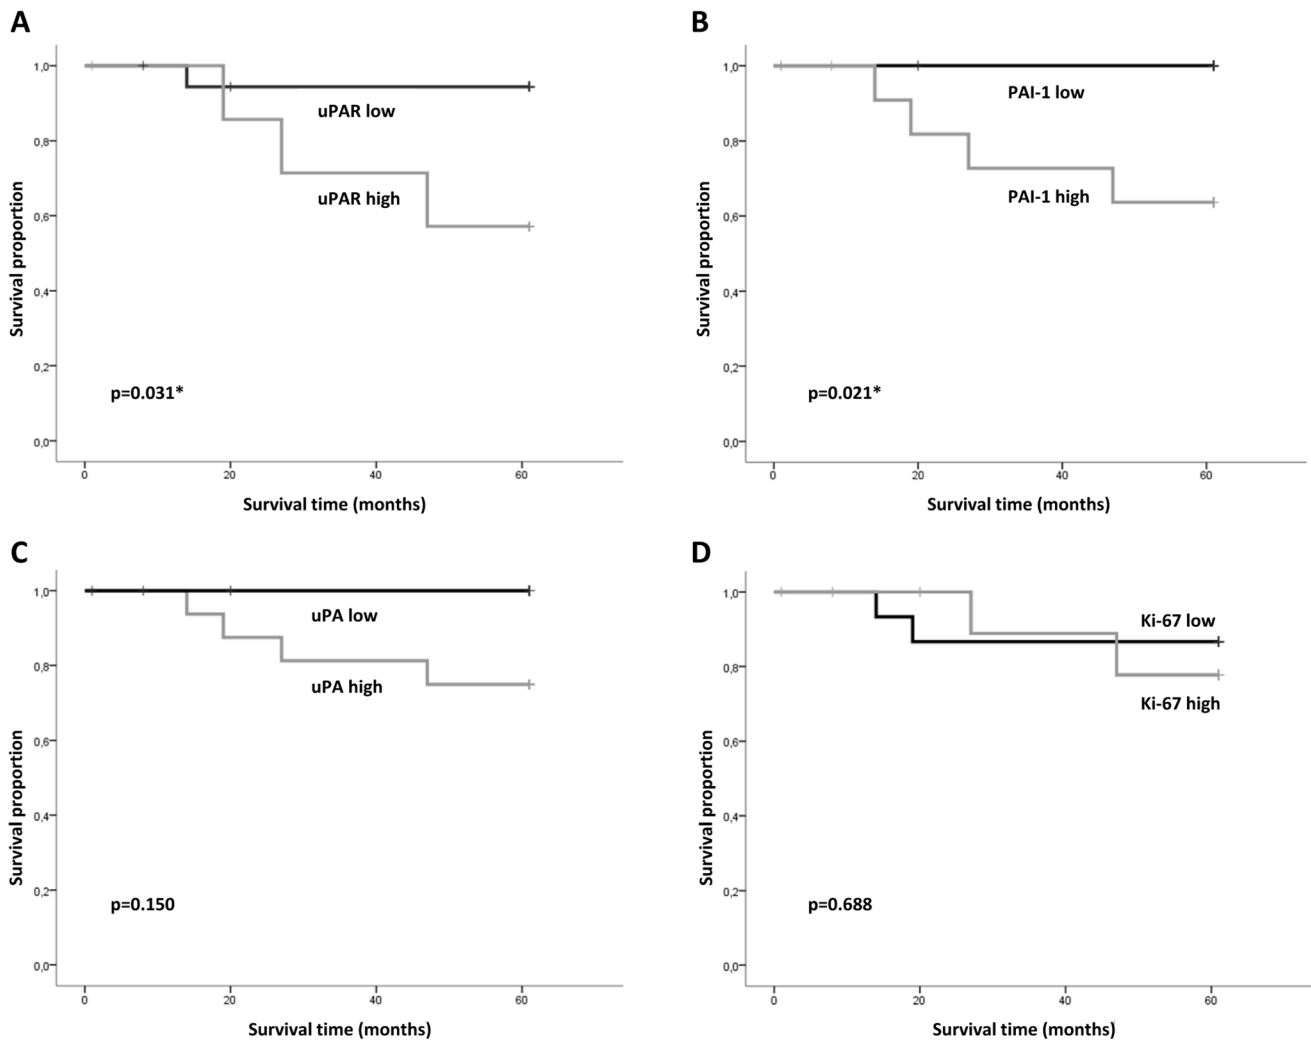 A
Survival proportion
1,0
0,8
0,6
0,4
0,2
0,0
uPAR low
uPAR high
p=0.031*
0 20 40 60
Survival time (months)
B
Survival proportion
1,0
0,8
0,6
0,4
0,2
0,0
PAI-1 low
PAI-1 high
p=0.021*
0 20 40 60
Survival time (months)
C
Survival proportion
1,0
0,8
0,6
0,4
0,2
0,0
uPA low
uPA high
p=0.150
0 20 40 60
Survival time (months)
D
Survival proportion
1,0
0,8
0,6
0,4
0,2
0,0
Ki-67 low
Ki-67 high
p=0.688
0 20 40 60
Survival time (months)